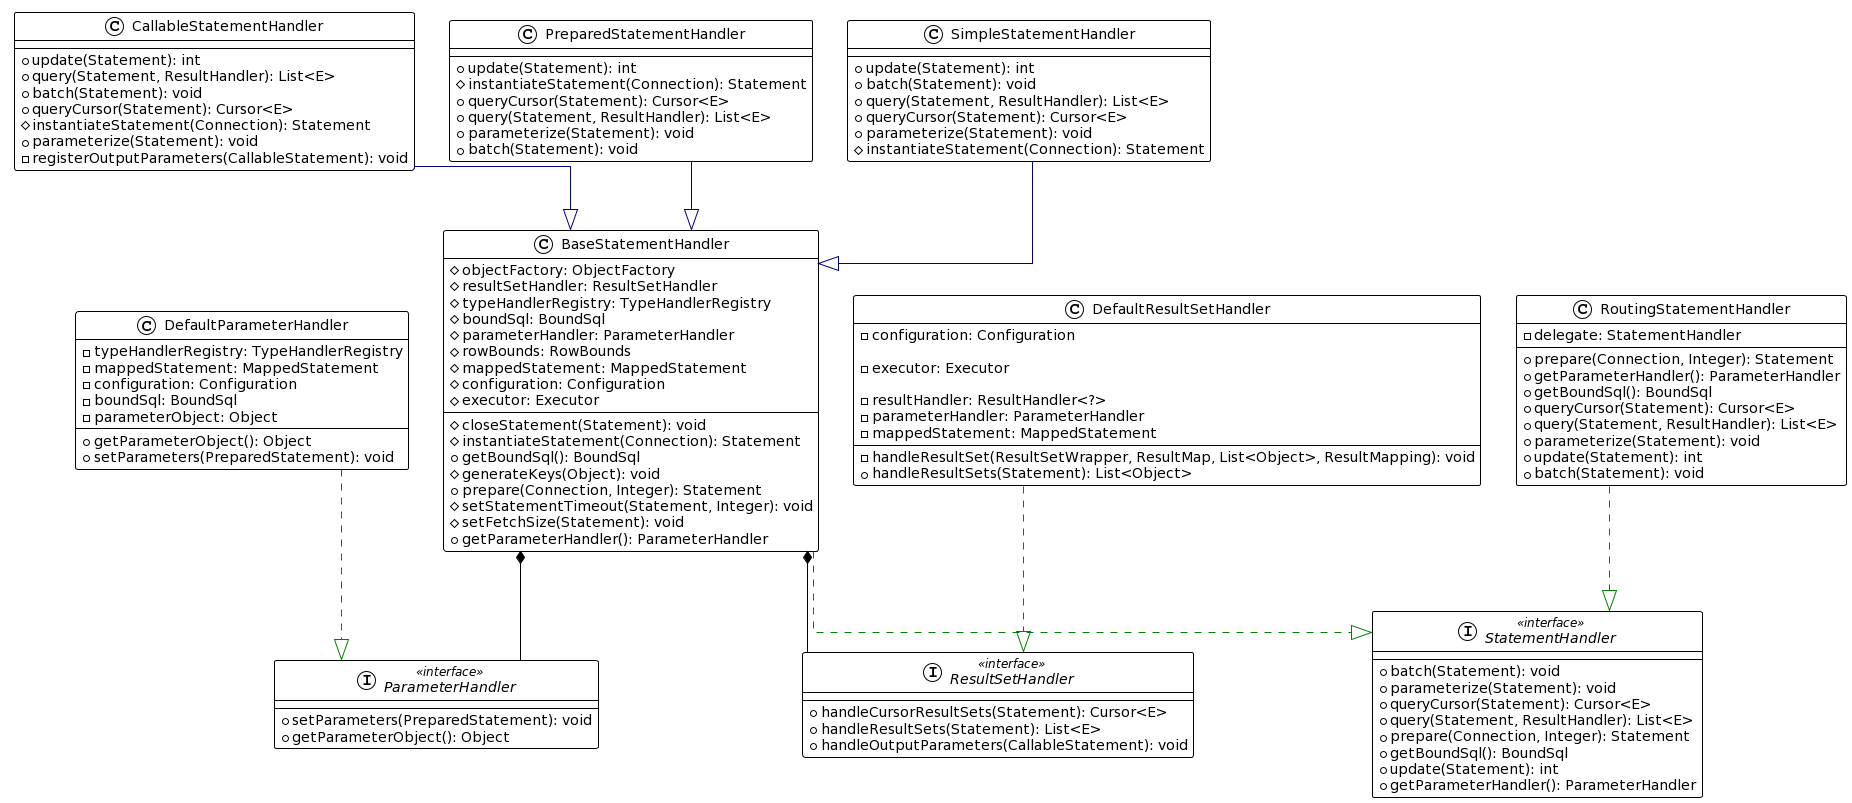 C CallableStatementHandler
update(Statement): int
query(Statement, ResultHandler): List<E>
batch(Statement): void
queryCursor(Statement): Cursor<E>
instantiateStatement(Connection): Statement
parameterize(Statement): void
registerOutputParameters(CallableStatement): void
C PreparedStatementHandler
update(Statement): int
instantiateStatement(Connection): Statement
queryCursor(Statement): Cursor<E>
query(Statement, ResultHandler): List<E>
parameterize(Statement): void
batch(Statement): void
C SimpleStatementHandler
update(Statement): int
batch(Statement): void
query(Statement, ResultHandler): List<E>
queryCursor(Statement): Cursor<E>
parameterize(Statement): void
instantiateStatement(Connection): Statement
C BaseStatementHandler
objectFactory: ObjectFactory
resultSetHandler: ResultSetHandler
typeHandlerRegistry: TypeHandlerRegistry
boundSql: BoundSql
parameterHandler: ParameterHandler
rowBounds: RowBounds
mappedStatement: MappedStatement
configuration: Configuration
executor: Executor
closeStatement(Statement): void
instantiateStatement(Connection): Statement
getBoundSql(): BoundSql
generateKeys(Object): void
prepare(Connection, Integer): Statement
setStatementTimeout(Statement, Integer): void
setFetchSize(Statement): void
getParameterHandler(): ParameterHandler
C DefaultParameterHandler
typeHandlerRegistry: TypeHandlerRegistry
mappedStatement: MappedStatement
configuration: Configuration
boundSql: BoundSql
parameterObject: Object
getParameterObject(): Object
setParameters(PreparedStatement): void
C DefaultResultSetHandler
configuration: Configuration
executor: Executor
resultHandler: ResultHandler<?>
parameterHandler: ParameterHandler
mappedStatement: MappedStatement
handleResultSet(ResultSetWrapper, ResultMap, List<Object>, ResultMapping): void
handleResultSets(Statement): List<Object>
C RoutingStatementHandler
delegate: StatementHandler
prepare(Connection, Integer): Statement
getParameterHandler(): ParameterHandler
getBoundSql(): BoundSql
queryCursor(Statement): Cursor<E>
query(Statement, ResultHandler): List<E>
parameterize(Statement): void
update(Statement): int
batch(Statement): void
«interface»
I ParameterHandler
setParameters(PreparedStatement): void
getParameterObject(): Object
«interface»
I ResultSetHandler
handleCursorResultSets(Statement): Cursor<E>
handleResultSets(Statement): List<E>
handleOutputParameters(CallableStatement): void
«interface»
I StatementHandler
batch(Statement): void
parameterize(Statement): void
queryCursor(Statement): Cursor<E>
query(Statement, ResultHandler): List<E>
prepare(Connection, Integer): Statement
getBoundSql(): BoundSql
update(Statement): int
getParameterHandler(): ParameterHandler